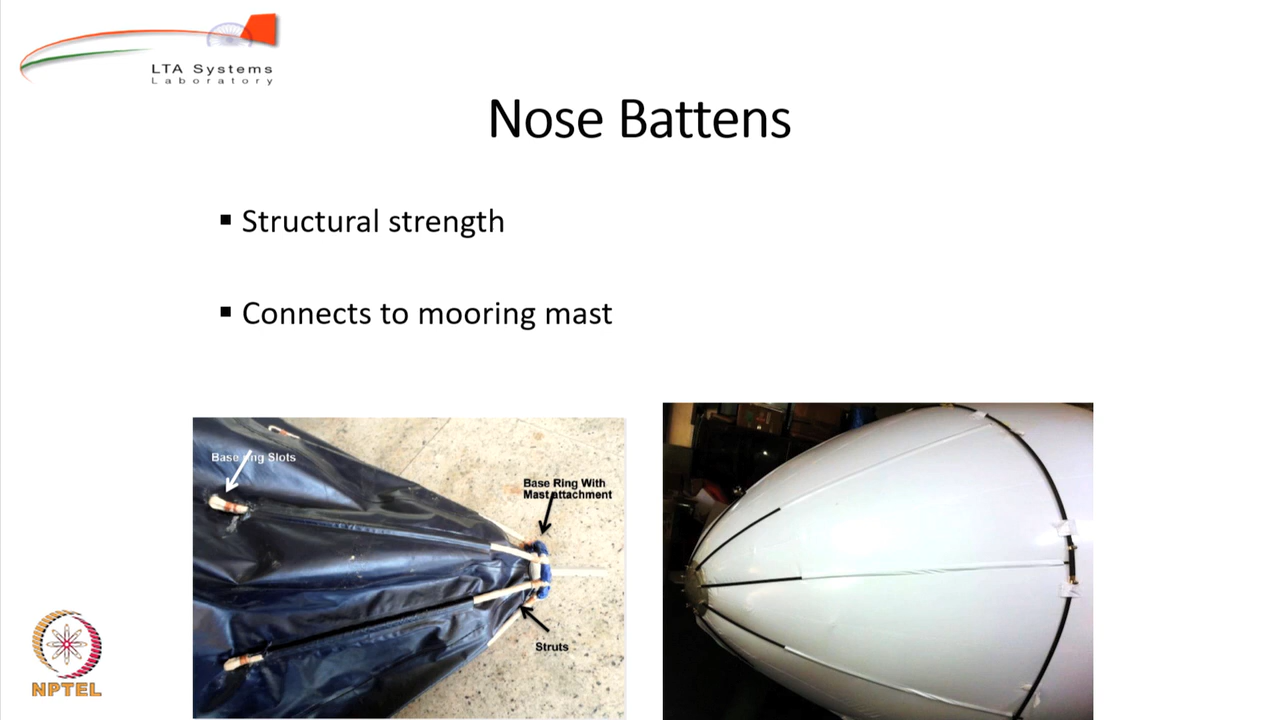 LTA Systems
Laboratory
Nose Battens
▪ Structural strength
▪ Connects to mooring mast
Base ring Slots
Base Ring With
Mast attachment
Struts
NPTEL